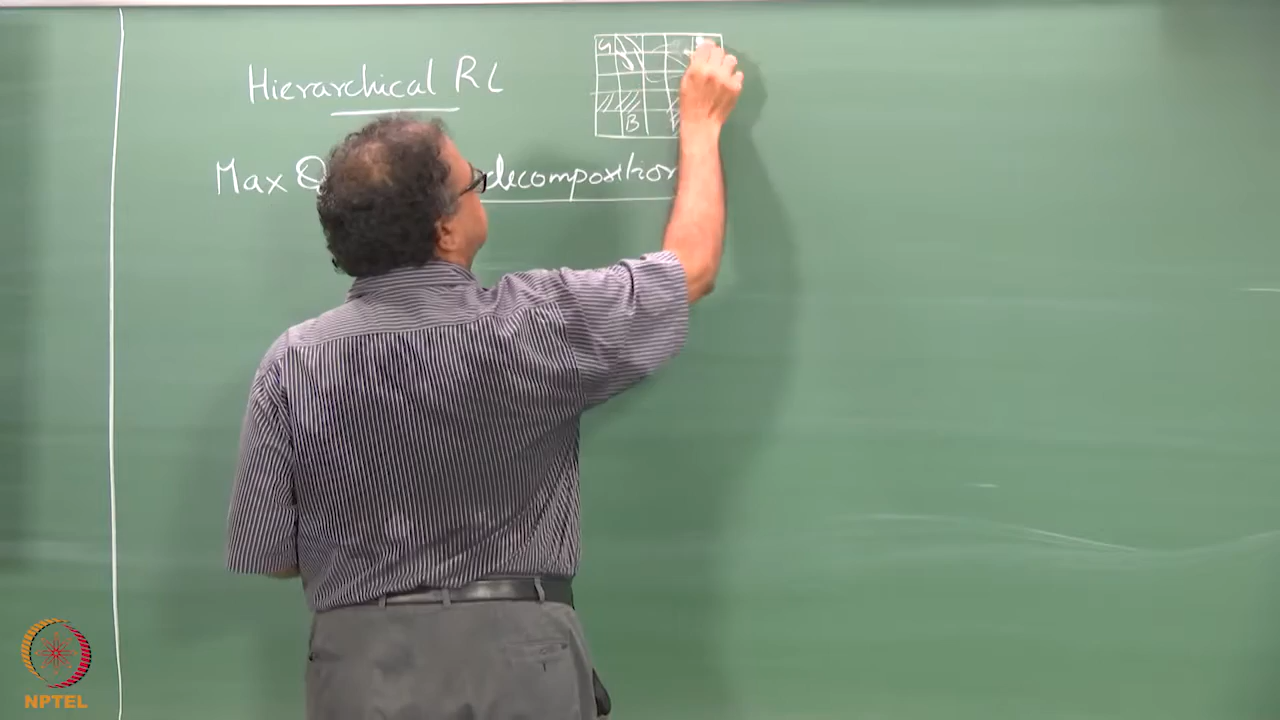 Hierarchical RL
G
B
Max Q decomposition
NPTEL